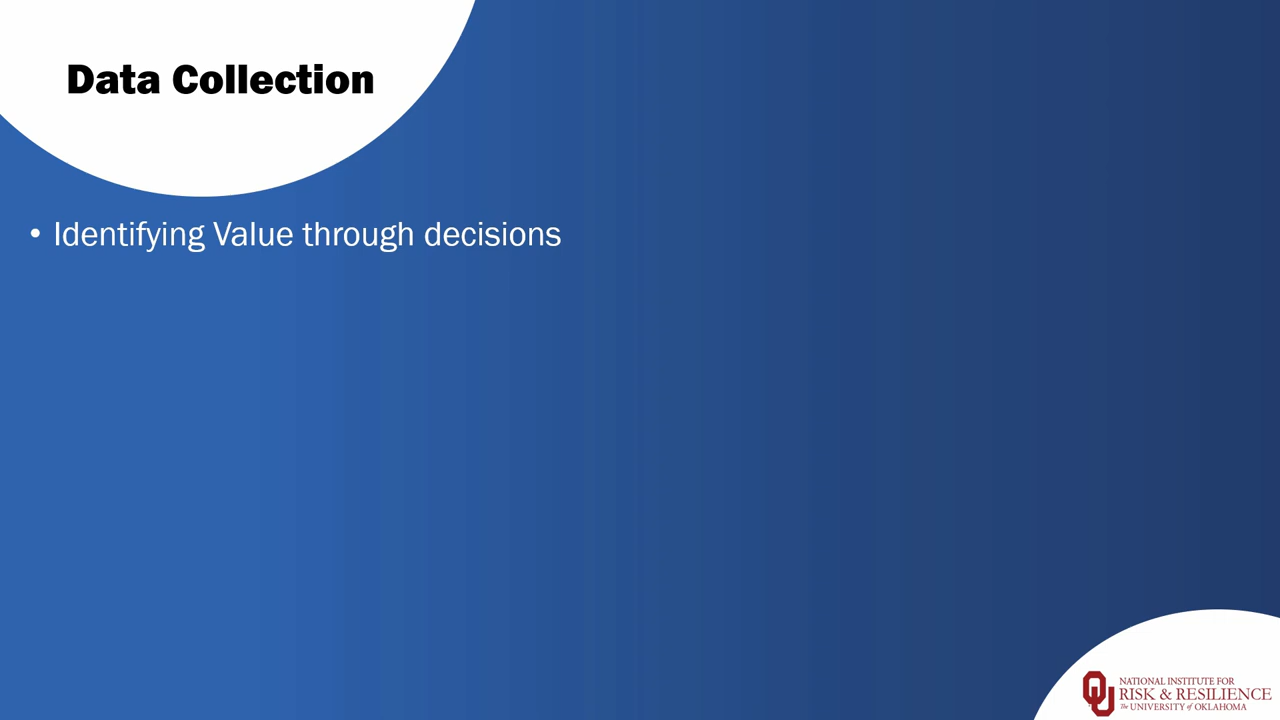 Data Collection
• Identifying Value through decisions
NATIONAL INSTITUTE FOR
RISK & RESILIENCE
The UNIVERSITY of OKLAHOMA